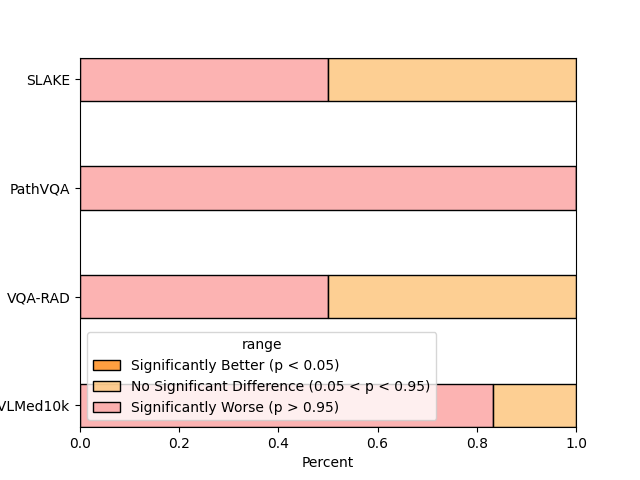 SLAKE
PathVQA
VQA-RAD
VLMed10k
range
Significantly Better (p < 0.05)
No Significant Difference (0.05 < p < 0.95)
Significantly Worse (p > 0.95)
0.0 0.2 0.4 0.6 0.8 1.0
Percent